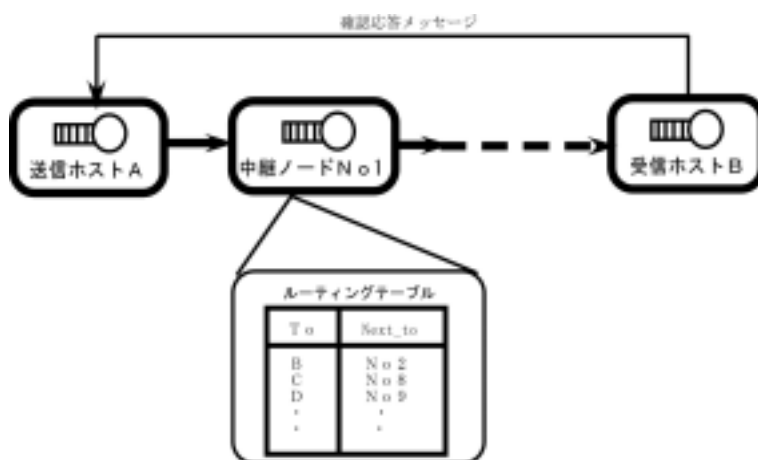 確認応答メッセージ
送信ホストA
中継ノードNo1
受信ホストB
ルーティングテーブル
To Next_to
B No2
C No8
D No9